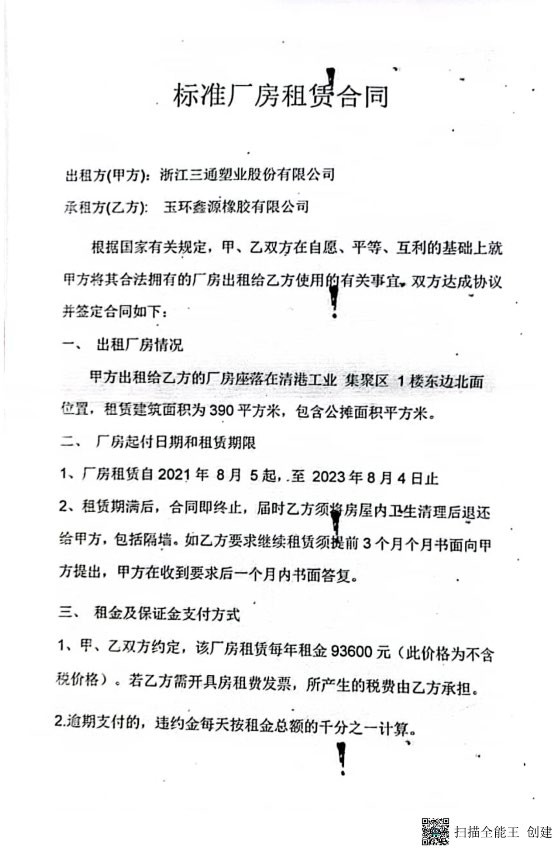 标准厂房租赁合同
出租方(甲方)：浙江三通塑业股份有限公司
承租方(乙方)： 玉环鑫源橡胶有限公司
根据国家有关规定，甲、乙双方在自愿、平等、互利的基础上就
甲方将其合法拥有的厂房出租给乙方使用的有关事宜，双方达成协议
并签定合同如下：
一、 出租厂房情况
甲方出租给乙方的厂房座落在清港工业 集聚区 1楼东边北面
位置，租赁建筑面积为390平方米，包含公摊面积平方米。
二、 厂房起付日期和租赁期限
1、厂房租赁自2021年 8月 5起，至 2023年8月4日止
2、租赁期满后，合同即终止，届时乙方须将房屋内卫生清理后退还
给甲方，包括隔墙。如乙方要求继续租赁须提前3个月个月书面向甲
方提出，甲方在收到要求后一个月内书面答复。
三、 租金及保证金支付方式
1、甲、乙双方约定，该厂房租赁每年租金93600元（此价格为不含
税价格）。若乙方需开具房租费发票，所产生的税费由乙方承担。
2.逾期支付的，违约金每天按租金总额的千分之一计算。
扫描全能王 创建